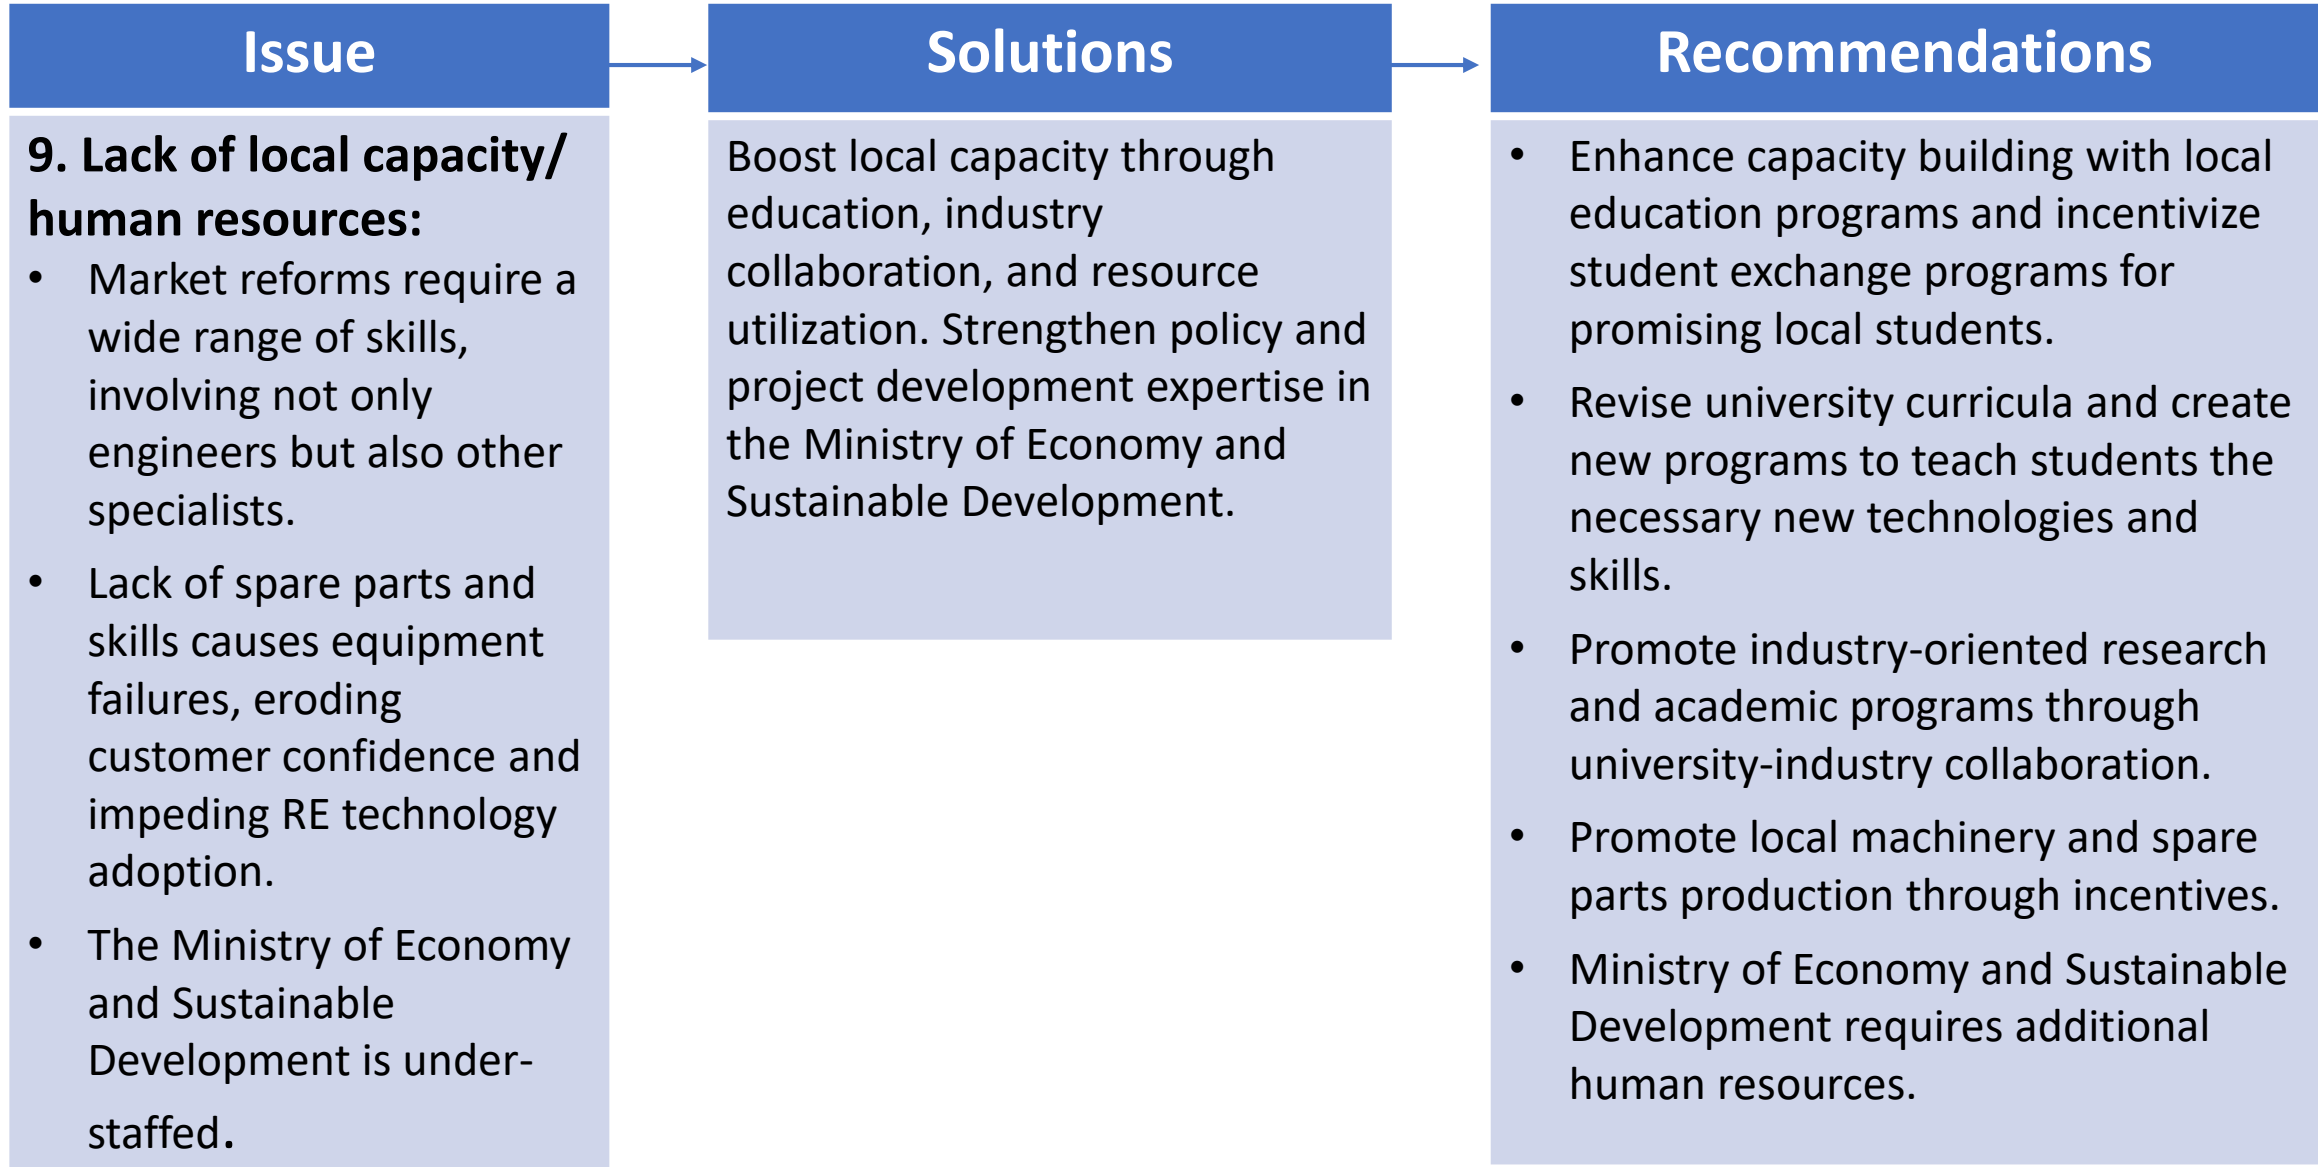 Issue
Solutions
Recommendations
9. Lack of local capacity/
human resources:
• Market reforms require a
wide range of skills,
involving not only
engineers but also other
specialists.
• Lack of spare parts and
skills causes equipment
failures, eroding
customer confidence and
impeding RE technology
adoption.
• The Ministry of Economy
and Sustainable
Development is under-
staffed.
Boost local capacity through
education, industry
collaboration, and resource
utilization. Strengthen policy and
project development expertise in
the Ministry of Economy and
Sustainable Development.
• Enhance capacity building with local
education programs and incentivize
student exchange programs for
promising local students.
• Revise university curricula and create
new programs to teach students the
necessary new technologies and
skills.
• Promote industry-oriented research
and academic programs through
university-industry collaboration.
• Promote local machinery and spare
parts production through incentives.
• Ministry of Economy and Sustainable
Development requires additional
human resources.